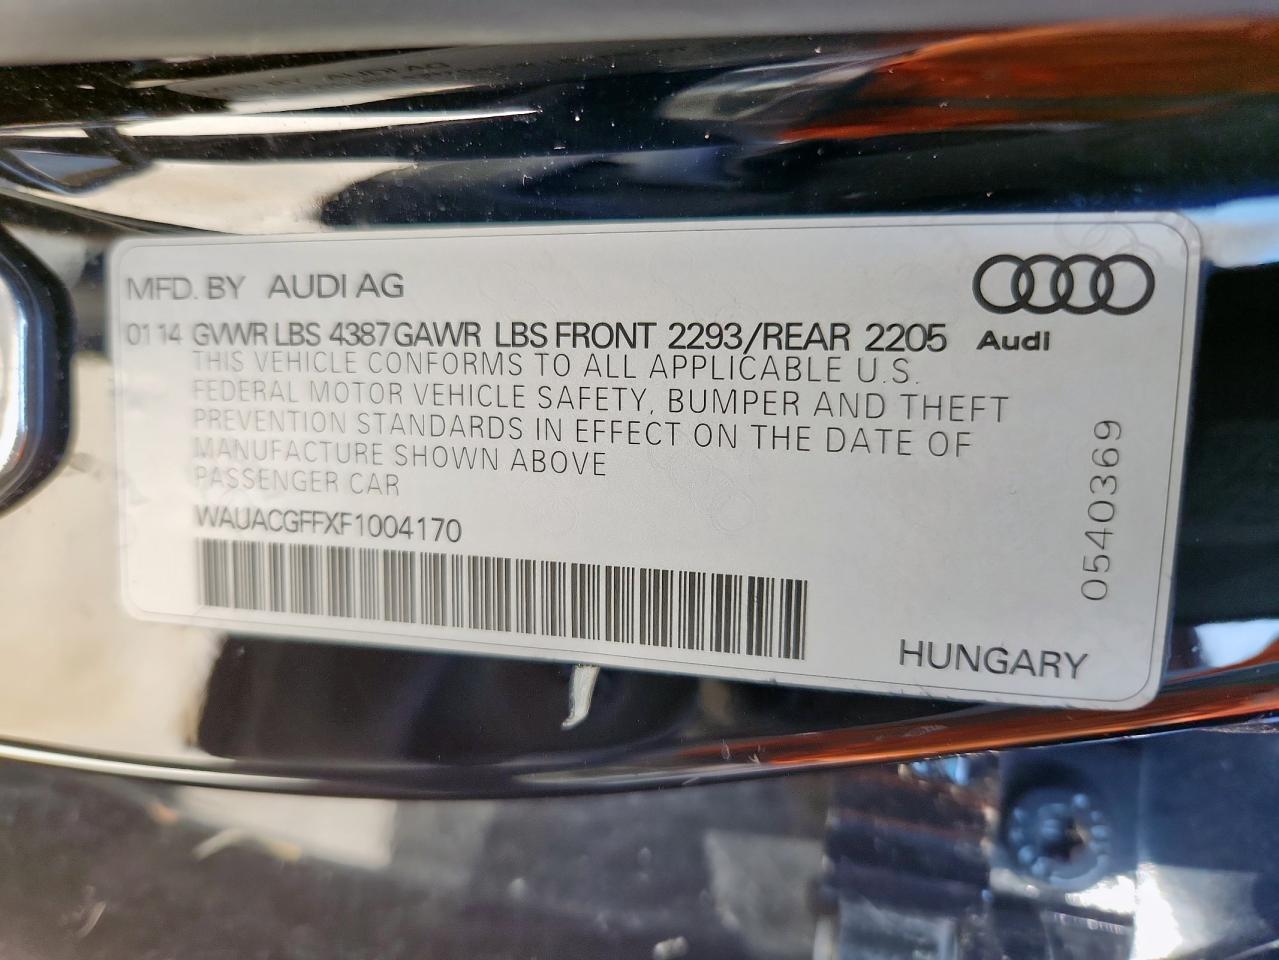 MFD. BY AUDI AG
01 14 GVWR LBS 4387 GAWR LBS FRONT 2293/REAR 2205
Audi
THIS VEHICLE CONFORMS TO ALL APPLICABLE U.S.
FEDERAL MOTOR VEHICLE SAFETY, BUMPER AND THEFT
PREVENTION STANDARDS IN EFFECT ON THE DATE OF
MANUFACTURE SHOWN ABOVE
PASSENGER CAR
WAUACGFFXF1004170
0540369
HUNGARY